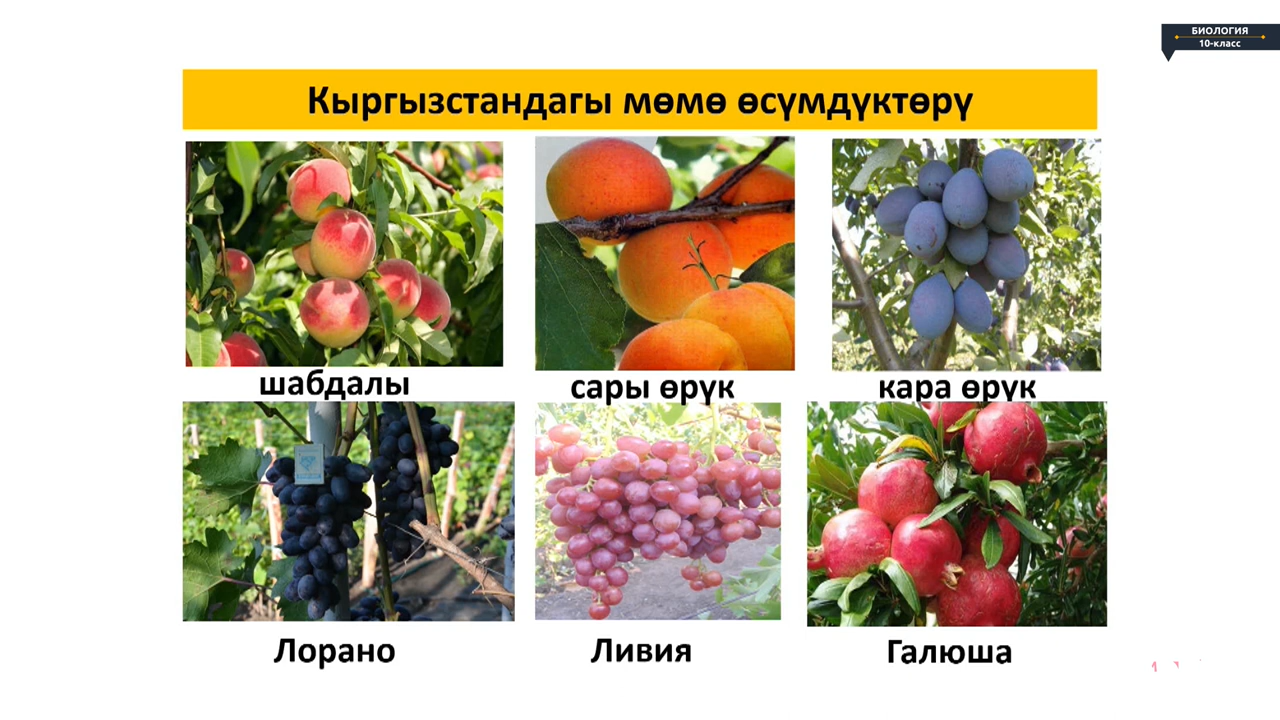 БИОЛОГИЯ
10-класс
Кыргызстандагы мөмө өсүмдүктөрү
шабдалы
сары өрүк
кара өрүк
Лорано
Ливия
Галюша